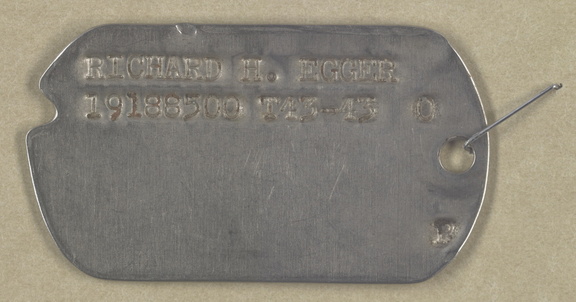 RICHARD H. EGGER
19188500 T43-43 O
P